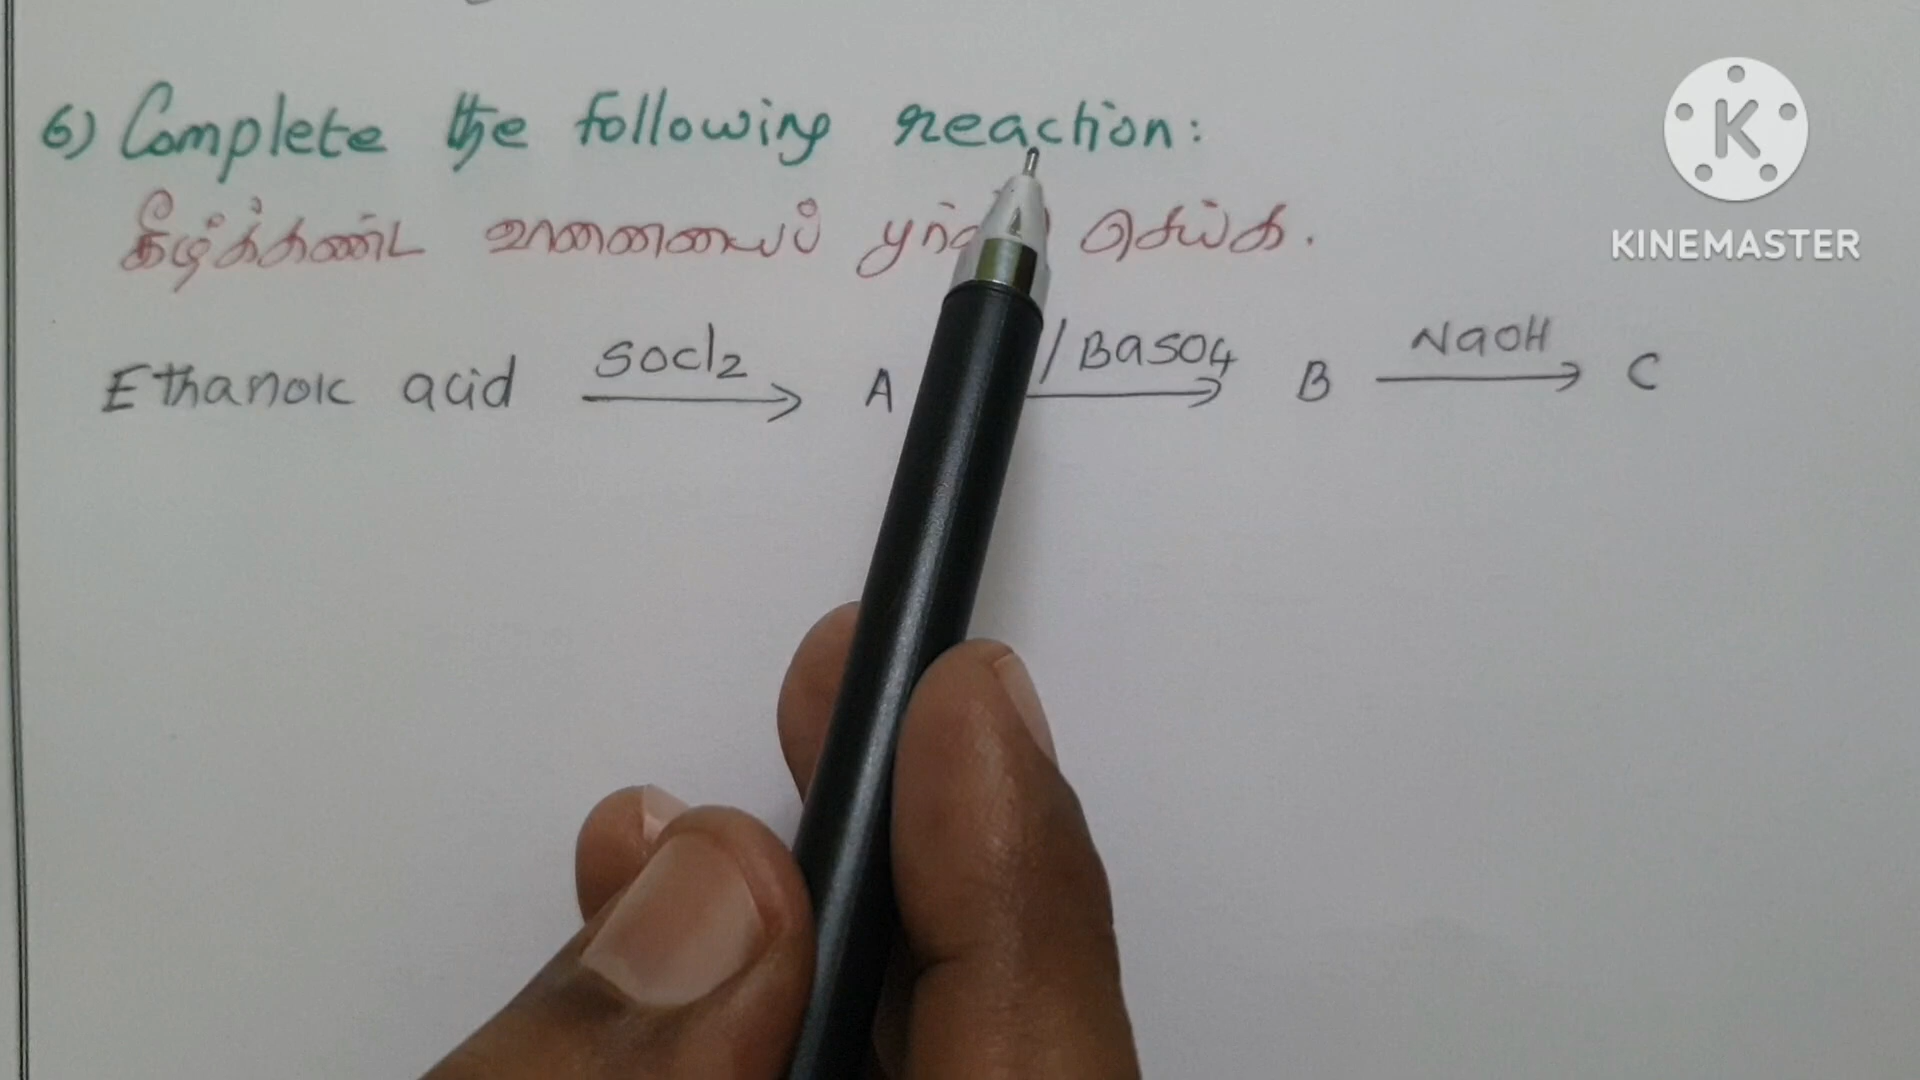 6) Complete the following reaction:
கீழ்க்கண்ட வினையைப் செய்க.
Ethanoic acid SOCl2 A / BaSO4 B NaOH C
K
KINEMASTER